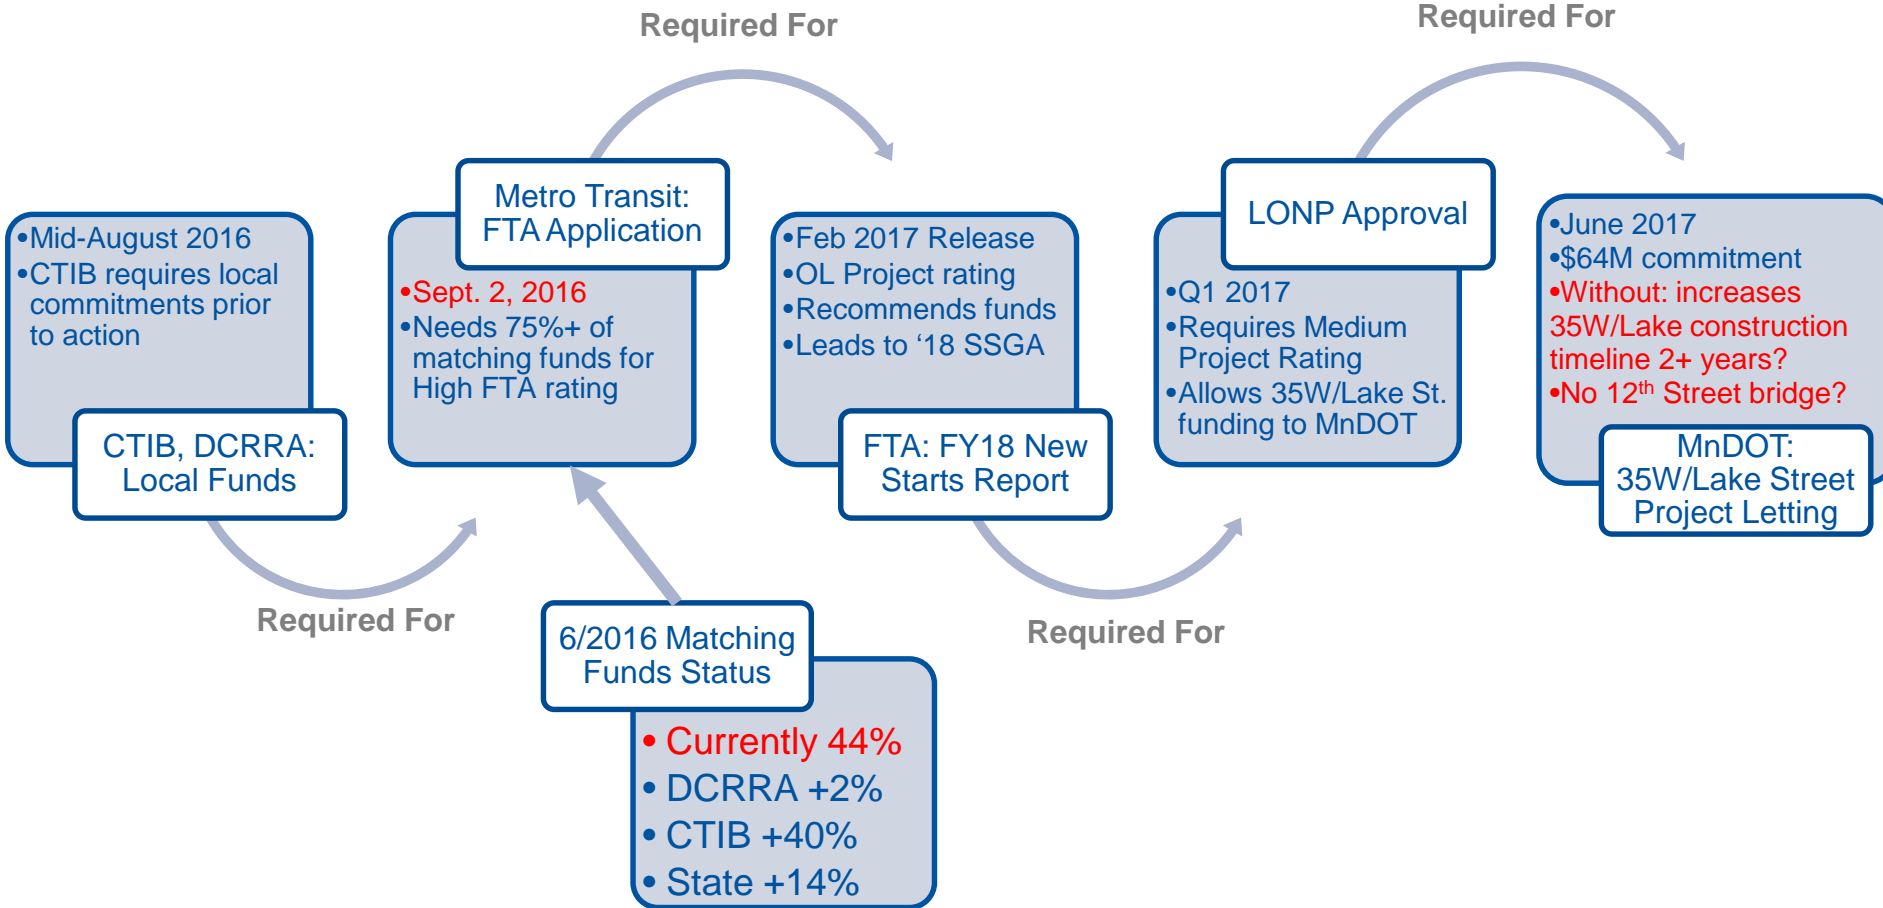 Required For
Required For
Metro Transit:
FTA Application
LONP Approval
•Mid-August 2016
•CTIB requires local
commitments prior
to action
CTIB, DCRRA:
Local Funds
•Sept. 2, 2016
•Needs 75%+ of
matching funds for
High FTA rating
•Feb 2017 Release
•OL Project rating
•Recommends funds
•Leads to ‘18 SSGA
FTA: FY18 New
Starts Report
•Q1 2017
•Requires Medium
Project Rating
•Allows 35W/Lake St.
funding to MnDOT
•June 2017
•$64M commitment
•Without: increases
35W/Lake construction
timeline 2+ years?
•No 12th Street bridge?
MnDOT:
35W/Lake Street
Project Letting
Required For
Required For
6/2016 Matching
Funds Status
• Currently 44%
• DCRRA +2%
• CTIB +40%
• State +14%